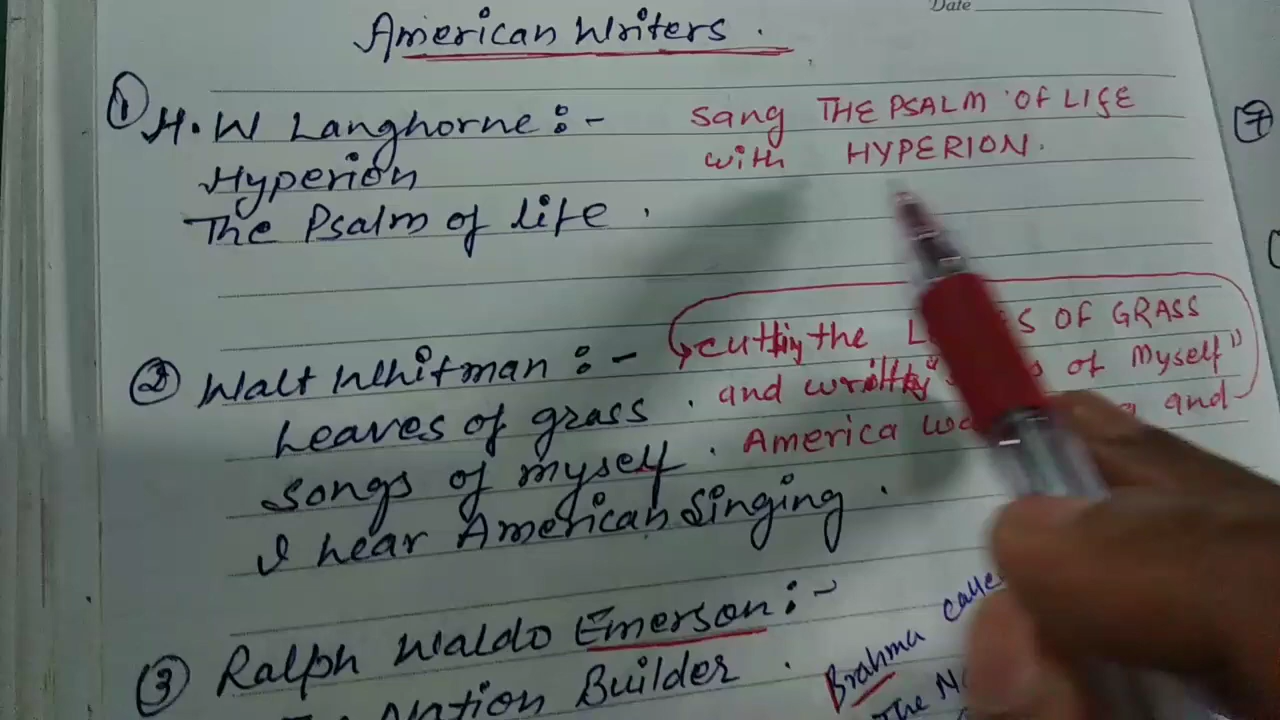 Date
American Writers.
① H. W Langhorne :-
Hyperion
The Psalm of life.
Sang THE PSALM OF LIFE
with HYPERION.
7
② Walt Whitman :-
Leaves of grass.
Songs of myself.
I hear American Singing.
cutting the OF GRASS
and of Myself"
America and
③ Ralph Waldo Emerson :-
Nation Builder.
Brahma
The